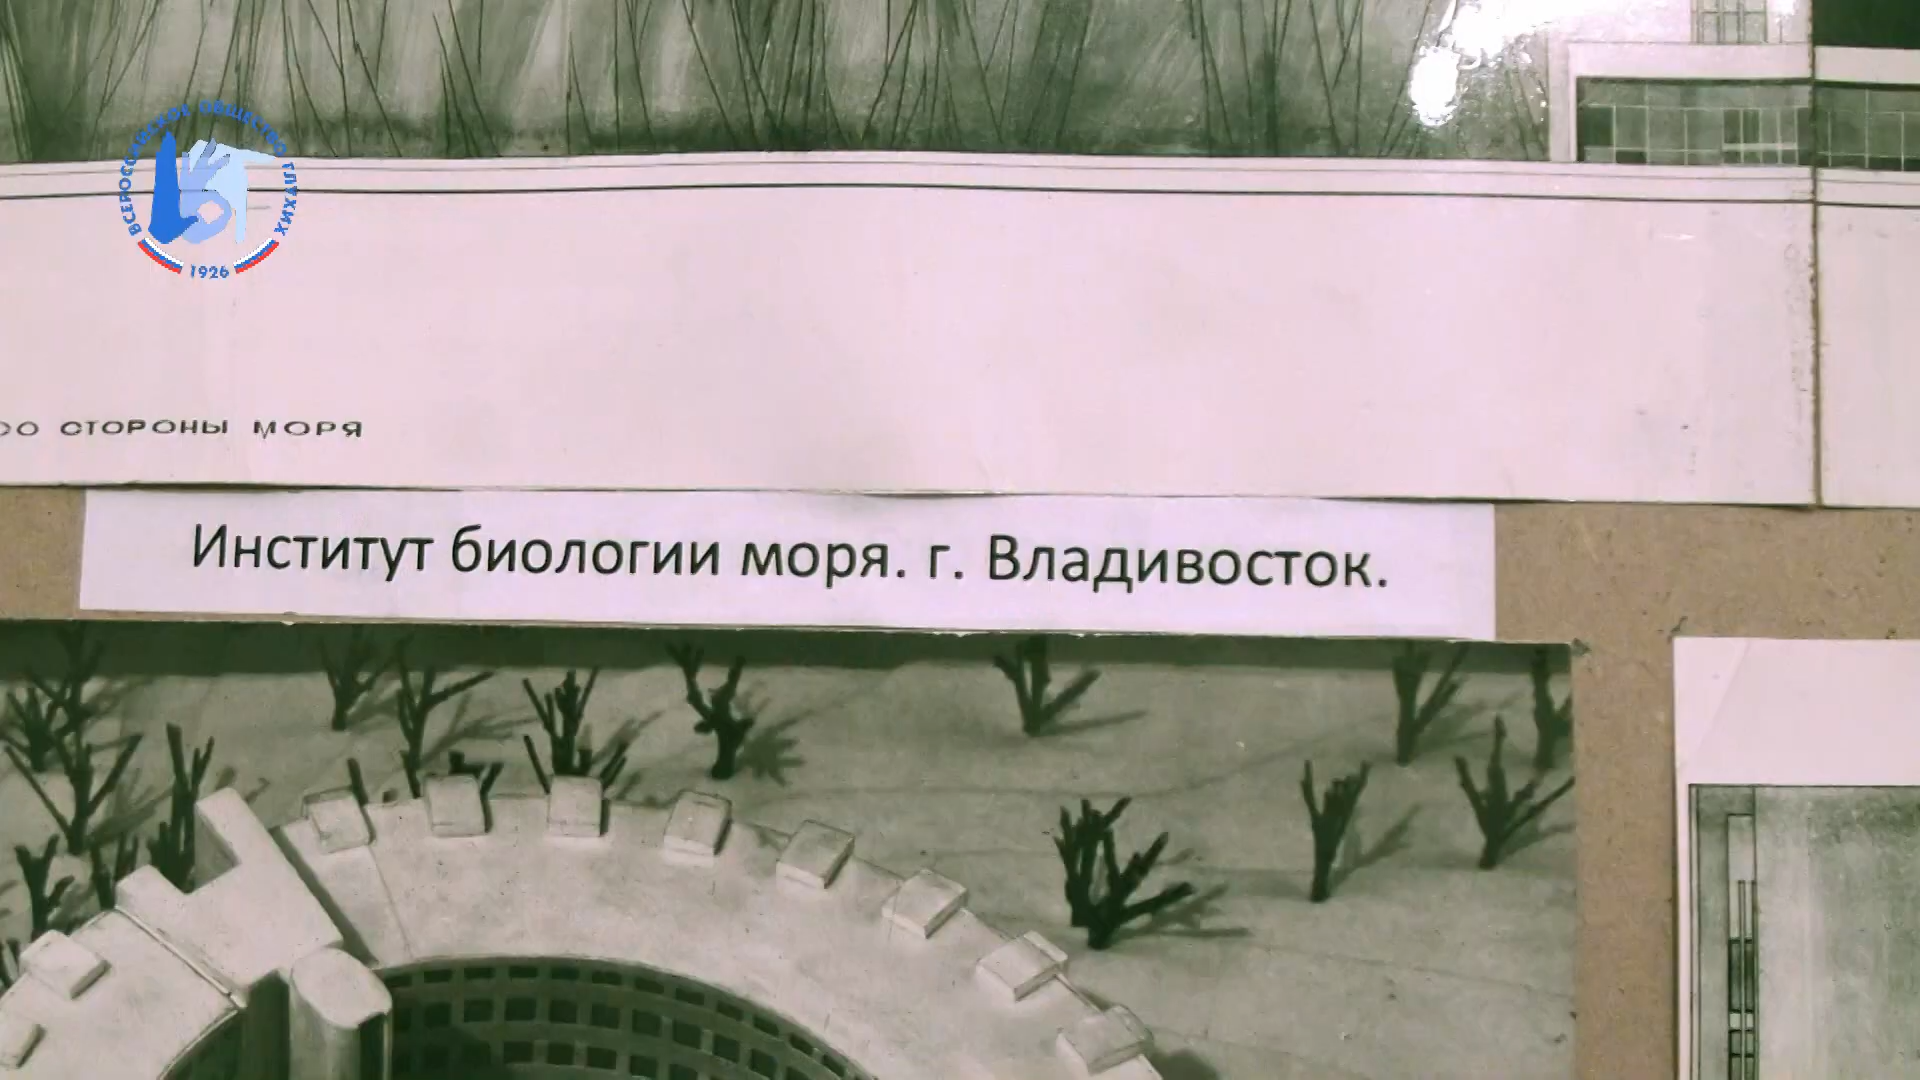 ВСЕРОССИЙСКОЕ ОБЩЕСТВО ГЛУХИХ
1926
СТОРОНЫ МОРЯ
Институт биологии моря. г. Владивосток.